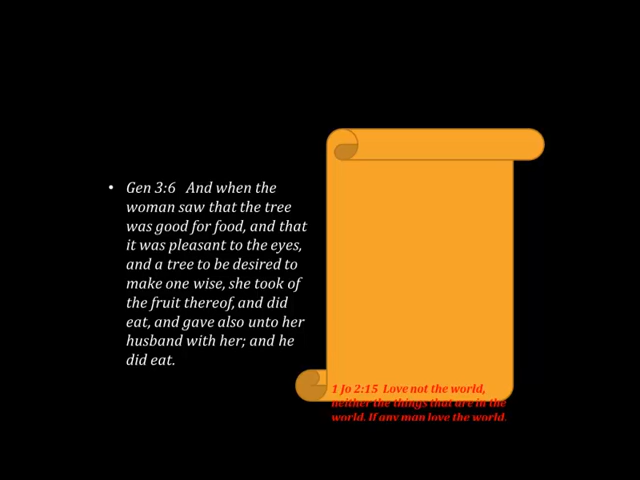 • Gen 3:6 And when the
woman saw that the tree
was good for food, and that
it was pleasant to the eyes,
and a tree to be desired to
make one wise, she took of
the fruit thereof, and did
eat, and gave also unto her
husband with her; and he
did eat.
1 Jo 2:15 Love not the world,
neither the things that are in the
world. If any man love the world,